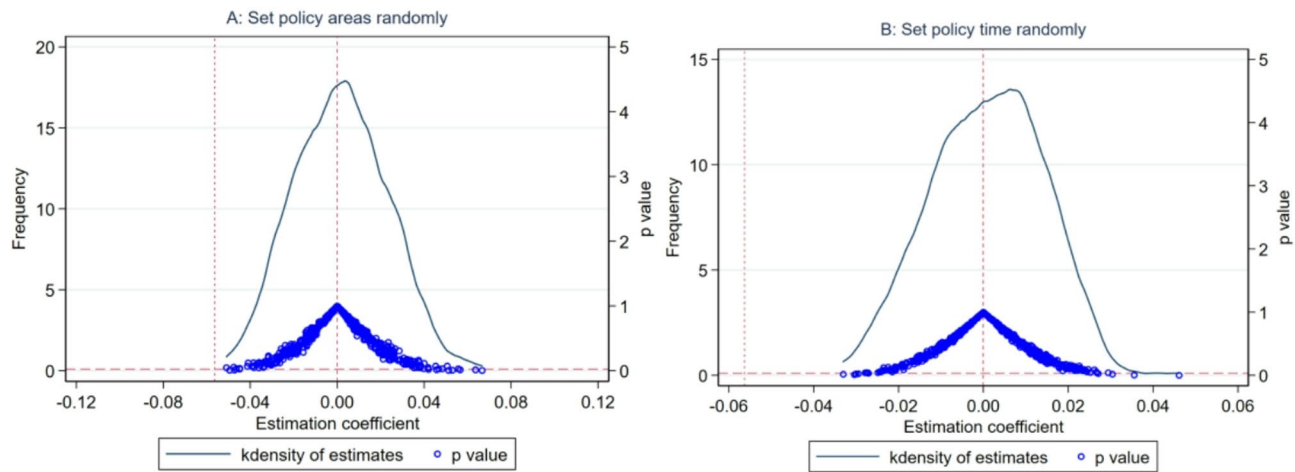 A: Set policy areas randomly
20
15
10
5
0
Frequency
5
4
3
2
1
0
p value
-0.12 -0.08 -0.04 0.00 0.04 0.08 0.12
Estimation coefficient
kdensity of estimates p value
B: Set policy time randomly
15
10
5
0
Frequency
5
4
3
2
1
0
p value
-0.06 -0.04 -0.02 0.00 0.02 0.04 0.06
Estimation coefficient
kdensity of estimates p value